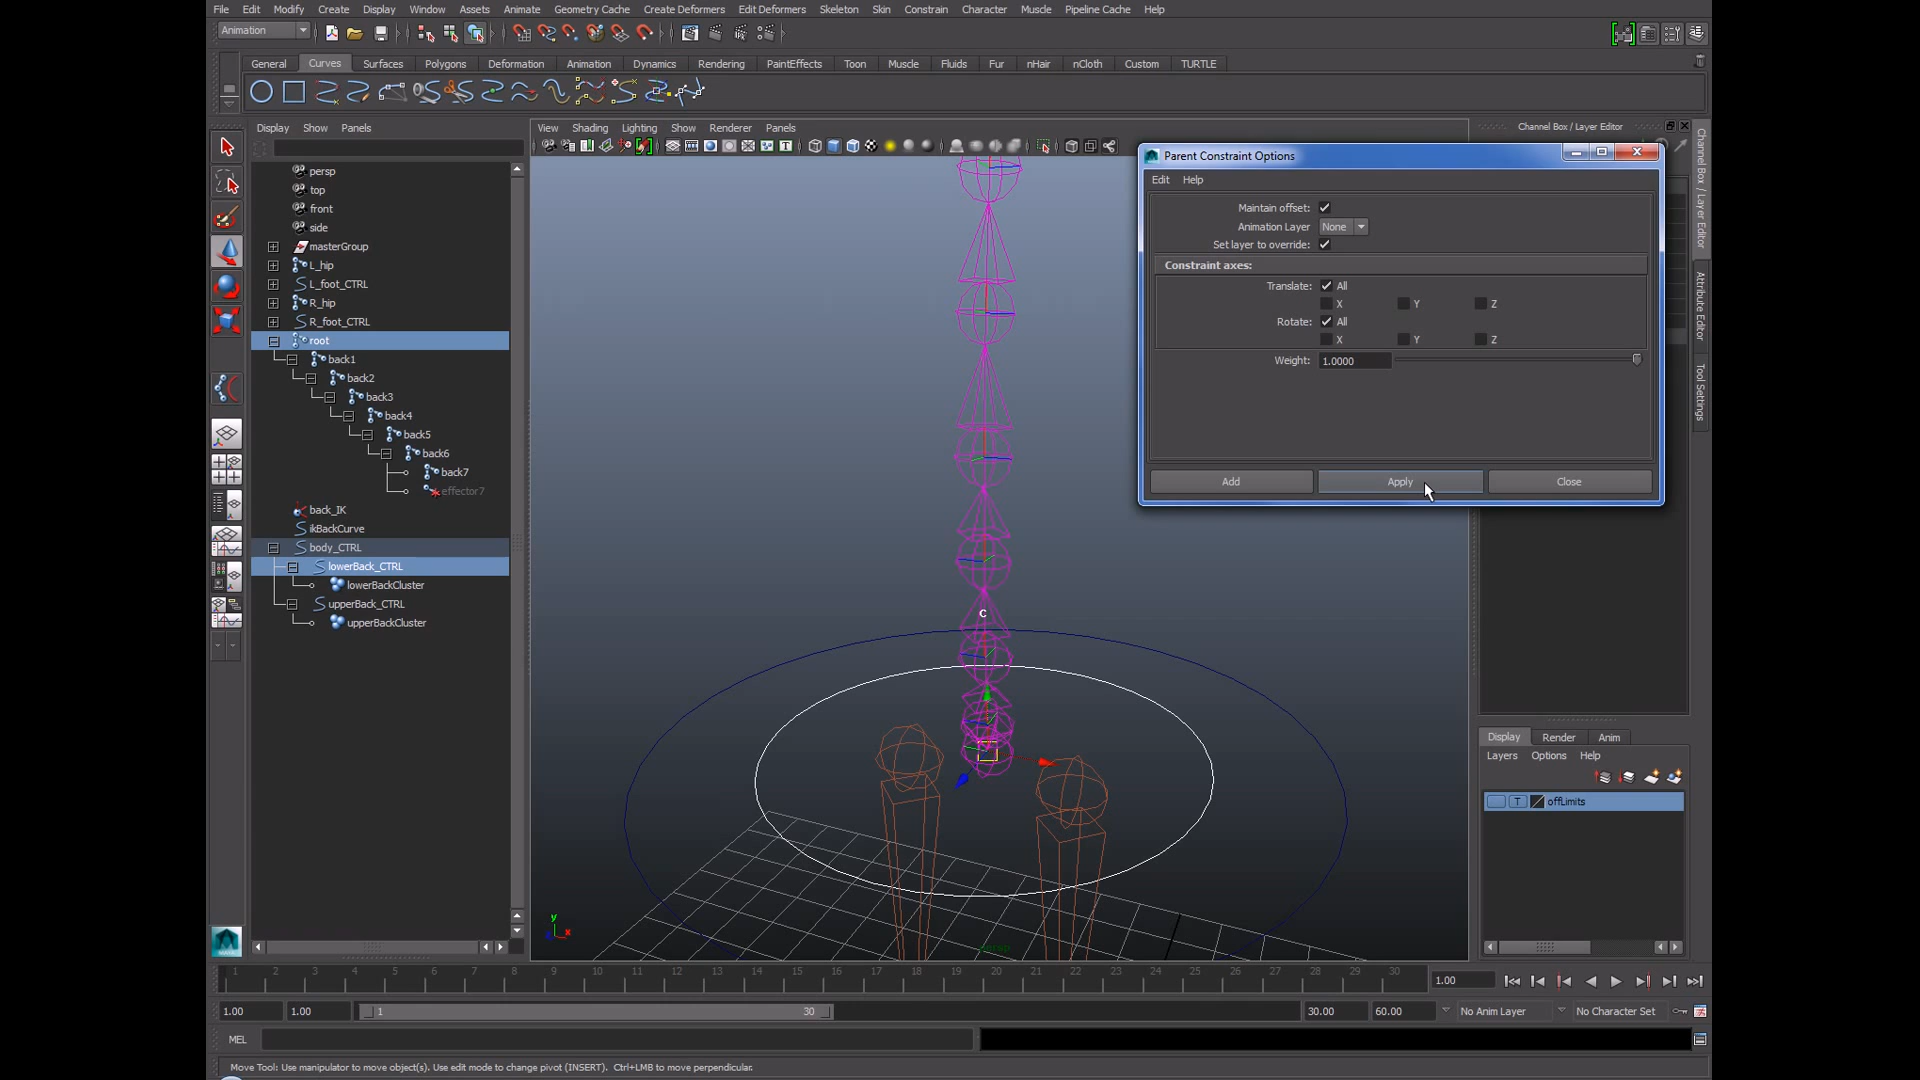 File Edit Modify Create Display Window Assets Animate Geometry Cache Create Deformers Edit Deformers Skeleton Skin Constrain Character Muscle Pipeline Cache Help
Animation
General Curves Surfaces Polygons Deformation Animation Dynamics Rendering PaintEffects Toon Muscle Fluids Fur nHair nCloth Custom TURTLE
Display Show Panels
View Shading Lighting Show Renderer Panels
Channel Box / Layer Editor
persp
top
front
side
masterGroup
L_hip
L_foot_CTRL
R_hip
R_foot_CTRL
root
back1
back2
back3
back4
back5
back6
back7
effector7
back_IK
ikBackCurve
body_CTRL
lowerBack_CTRL
lowerBackCluster
upperBack_CTRL
upperBackCluster
C
y
x
persp
Parent Constraint Options
Edit Help
Maintain offset:
Animation Layer None
Set layer to override:
Constraint axes:
Translate: All
X Y Z
Rotate: All
X Y Z
Weight: 1.0000
Add Apply Close
Channel Box / Layer Editor
Attribute Editor
Tool Settings
Display Render Anim
Layers Options Help
T offLimits
1 2 3 4 5 6 7 8 9 10 11 12 13 14 15 16 17 18 19 20 21 22 23 24 25 26 27 28 29 30 1.00
1.00 1.00 1 30 30.00 60.00 No Anim Layer No Character Set
MEL
Move Tool: Use manipulator to move object(s). Use edit mode to change pivot (INSERT). Ctrl+LMB to move perpendicular.